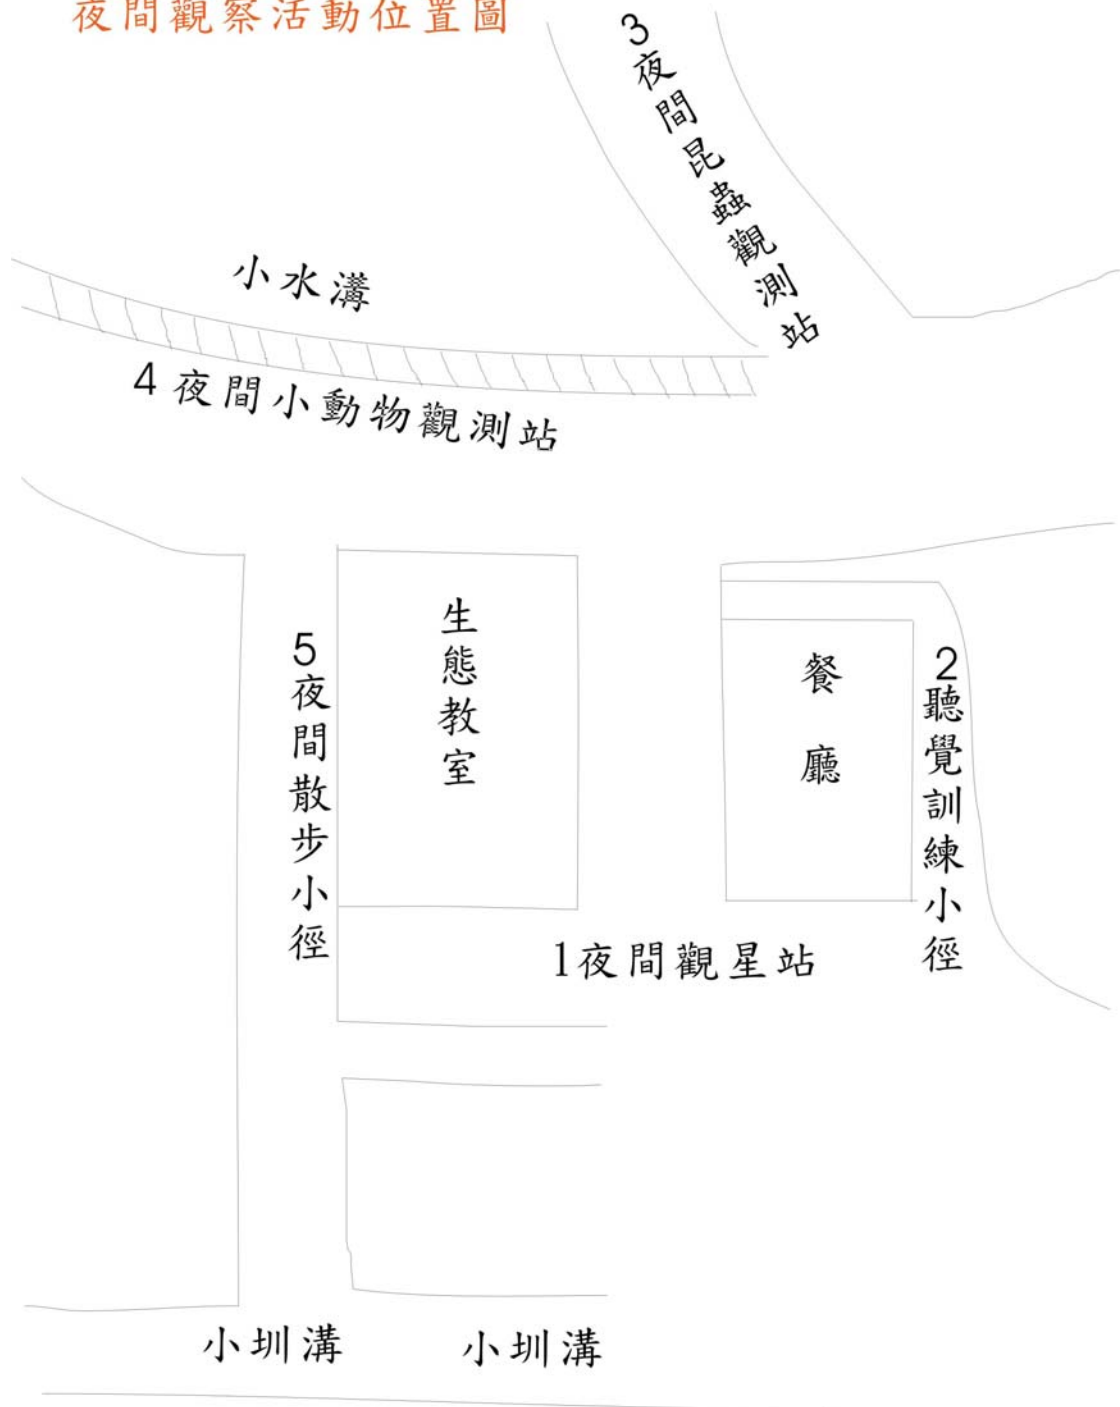 夜間觀察活動位置圖
3夜間昆蟲觀測站
小水溝
4夜間小動物觀測站
生態教室
5夜間散步小徑
餐廳
2聽覺訓練小徑
1夜間觀星站
小圳溝
小圳溝